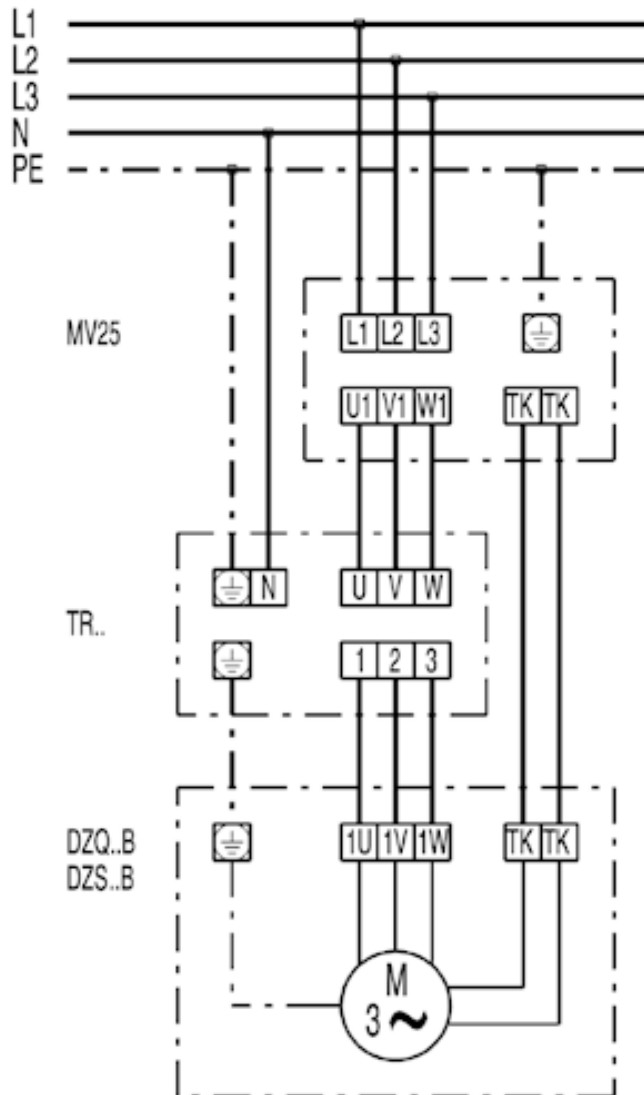 L1
L2
L3
N
PE
MV25
L1 L2 L3
U1 V1 W1 TK TK
N U V W
TR..
1 2 3
DZQ..B
DZS..B
1U 1V 1W TK TK
M
3 ~